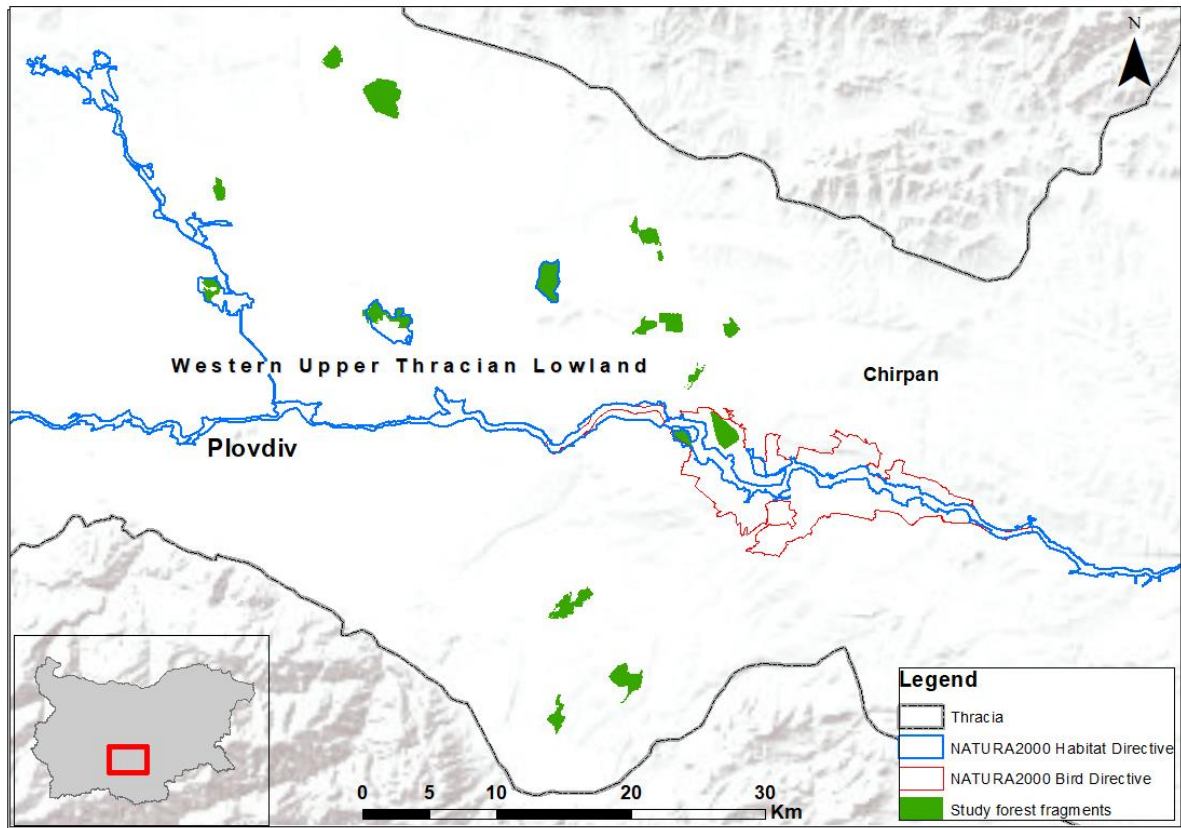 N
Western Upper Thracian Lowland
Chirpan
Plovdiv
Legend
Thracia
NATURA2000 Habitat Directive
NATURA2000 Bird Directive
Study forest fragments
0 5 10 20 30
Km